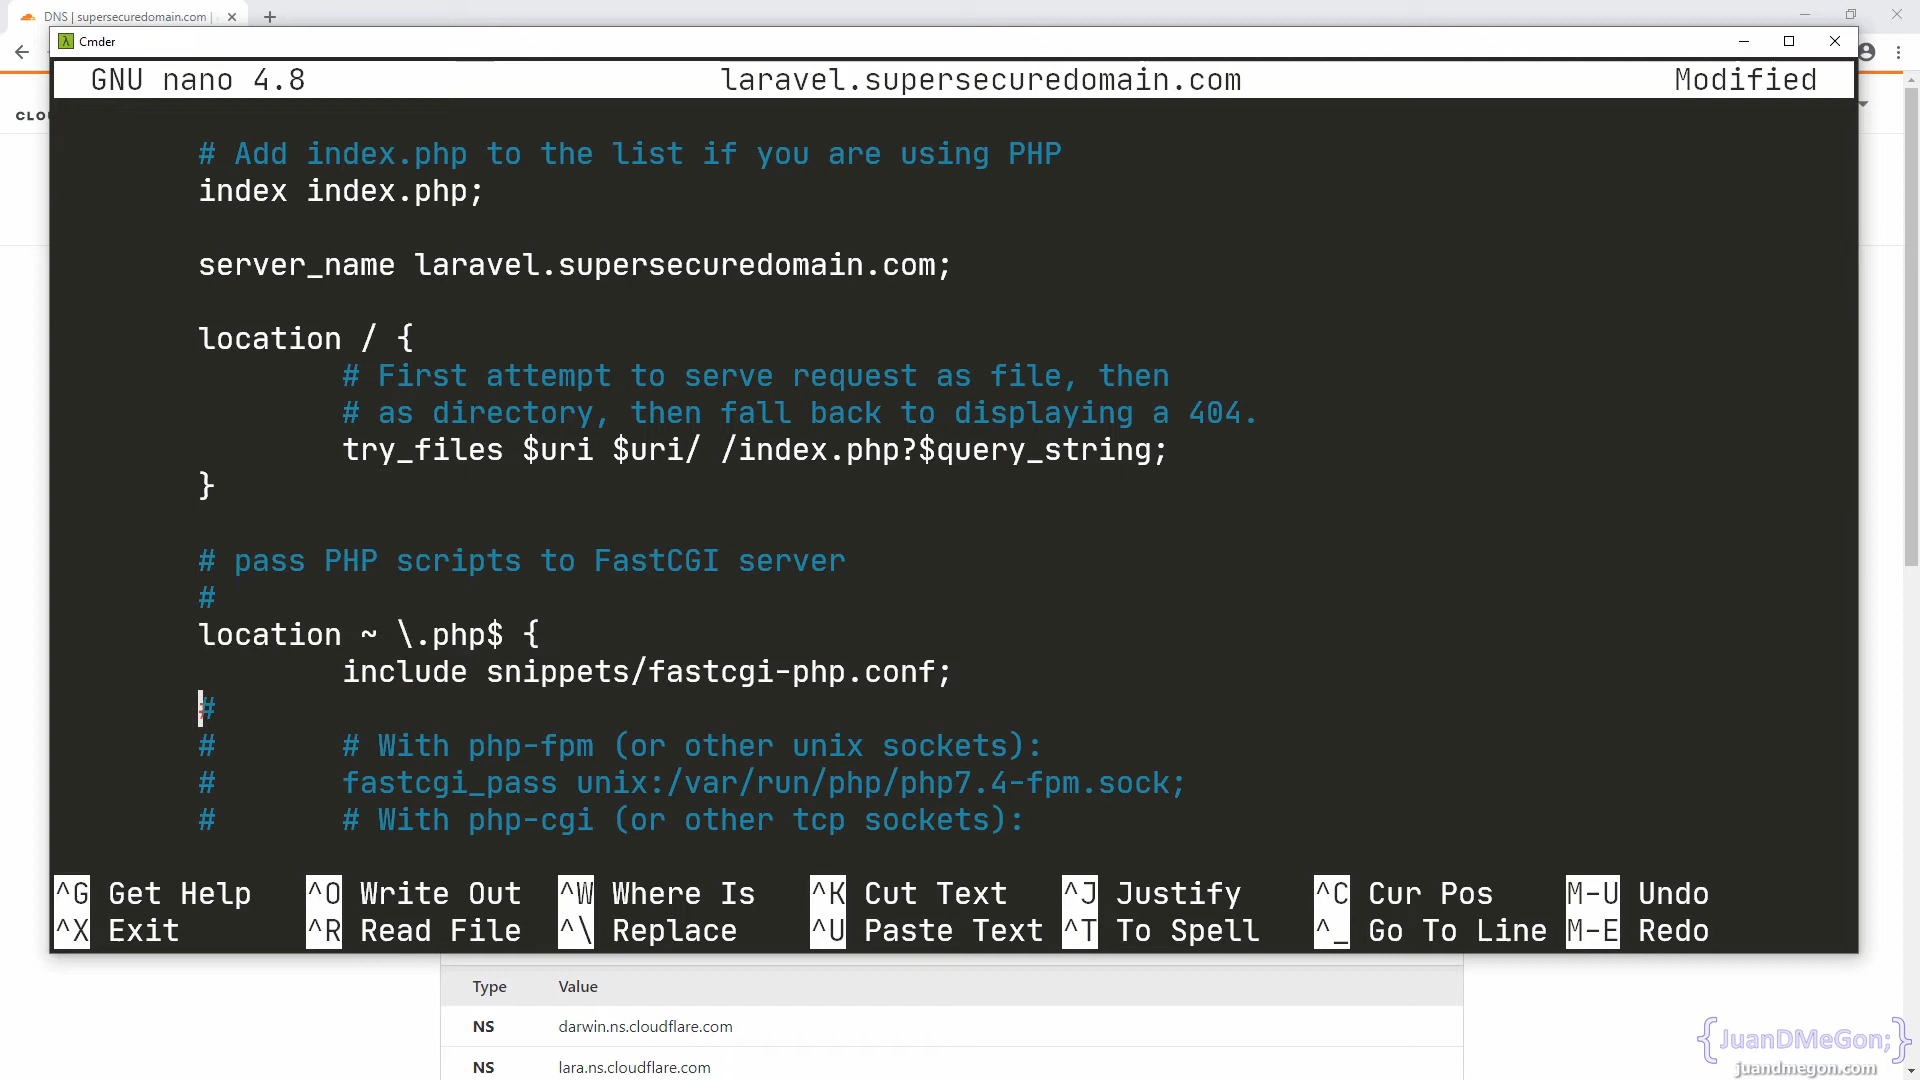 DNS | supersecuredomain.com |
Cmder
GNU nano 4.8 laravel.supersecuredomain.com Modified
CLOU
# Add index.php to the list if you are using PHP
index index.php;
server_name laravel.supersecuredomain.com;
location / {
# First attempt to serve request as file, then
# as directory, then fall back to displaying a 404.
try_files $uri $uri/ /index.php?$query_string;
}
# pass PHP scripts to FastCGI server
#
location ~ \.php$ {
include snippets/fastcgi-php.conf;
#
# # With php-fpm (or other unix sockets):
# fastcgi_pass unix:/var/run/php/php7.4-fpm.sock;
# # With php-cgi (or other tcp sockets):
^G Get Help ^O Write Out ^W Where Is ^K Cut Text ^J Justify ^C Cur Pos M-U Undo
^X Exit ^R Read File ^\ Replace ^U Paste Text ^T To Spell ^_ Go To Line M-E Redo
Type Value
NS darwin.ns.cloudflare.com
NS lara.ns.cloudflare.com
{JuanDMeGon;}
juandmegon.com